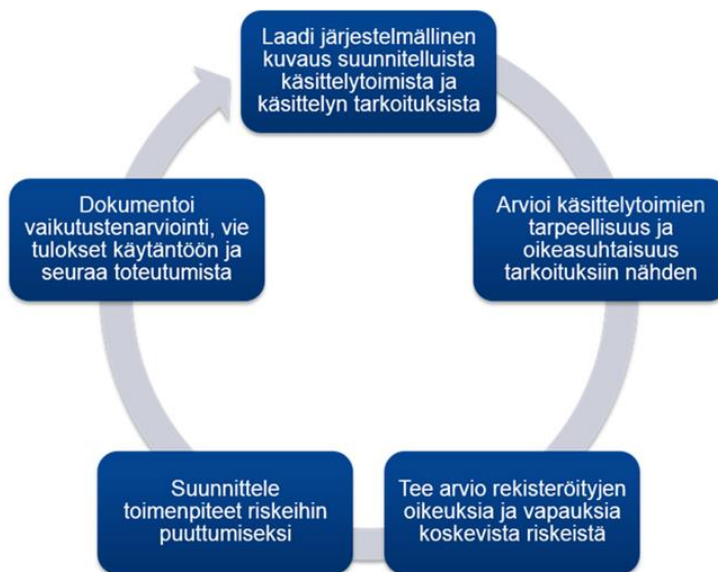 Laadi järjestelmällinen
kuvaus suunnitelluista
käsittelytoimista ja
käsittelyn tarkoituksista
Arvioi käsittelytoimien
tarpeellisuus ja
oikeasuhtaisuus
tarkoituksiin nähden
Tee arvio rekisteröityjen
oikeuksia ja vapauksia
koskevista riskeistä
Suunnittele
toimenpiteet riskeihin
puuttumiseksi
Dokumentoi
vaikutustenarviointi, vie
tulokset käytäntöön ja
seuraa toteutumista